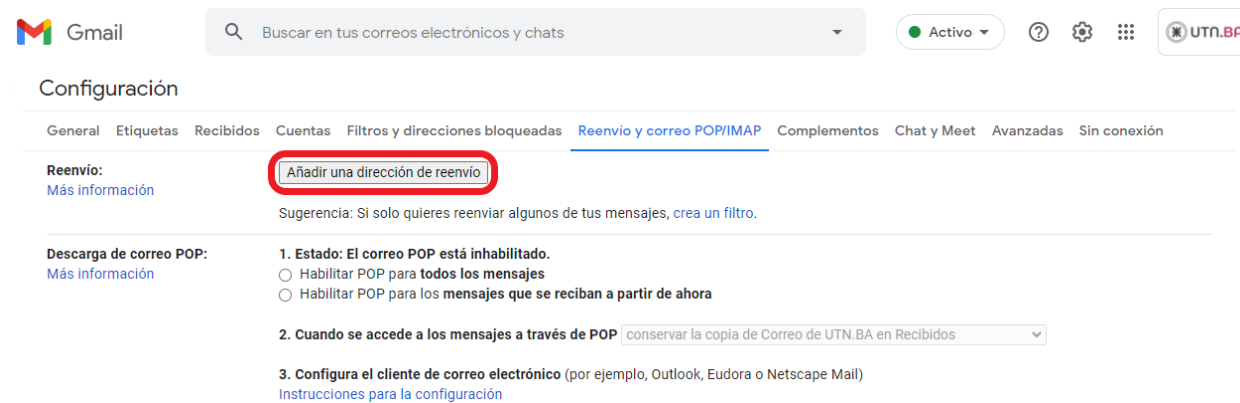 Gmail
Buscar en tus correos electrónicos y chats
Activo
UTN.BA
Configuración
General Etiquetas Recibidos Cuentas Filtros y direcciones bloqueadas Reenvío y correo POP/IMAP Complementos Chat y Meet Avanzadas Sin conexión
Reenvío:
Más información
Añadir una dirección de reenvío
Sugerencia: Si solo quieres reenviar algunos de tus mensajes, crea un filtro.
Descarga de correo POP:
Más información
1. Estado: El correo POP está inhabilitado.
Habilitar POP para todos los mensajes
Habilitar POP para los mensajes que se reciban a partir de ahora
2. Cuando se accede a los mensajes a través de POP conservar la copia de Correo de UTN.BA en Recibidos
3. Configura el cliente de correo electrónico (por ejemplo, Outlook, Eudora o Netscape Mail)
Instrucciones para la configuración